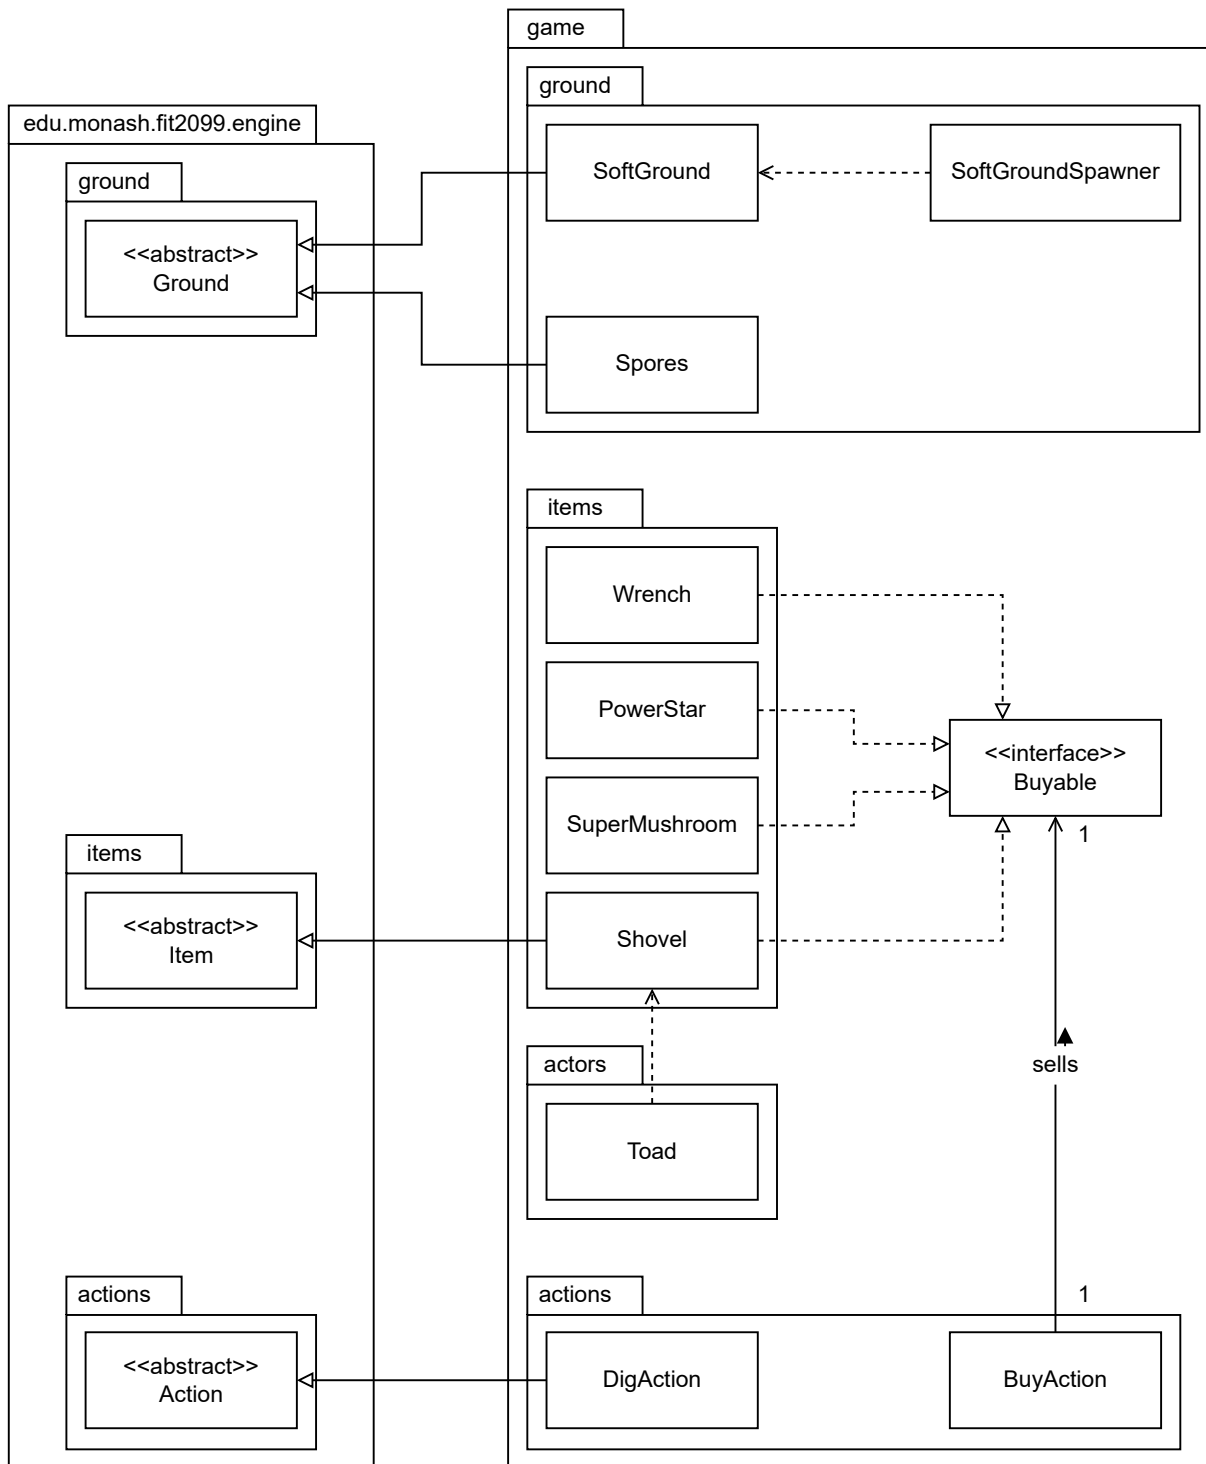 game
ground
edu.monash.fit2099.engine
SoftGround
SoftGroundSpawner
ground
<<abstract>>
Ground
Spores
items
Wrench
PowerStar
<<interface>>
Buyable
SuperMushroom
1
items
<<abstract>>
Item
Shovel
actors
sells
Toad
actions
actions
1
<<abstract>>
Action
DigAction
BuyAction